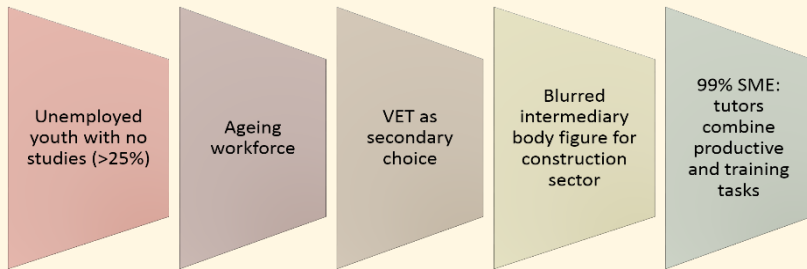 Unemployed
youth with no
studies (>25%)
Ageing
workforce
VET as
secondary
choice
Blurred
intermediary
body figure for
construction
sector
99% SME:
tutors
combine
productive
and training
tasks